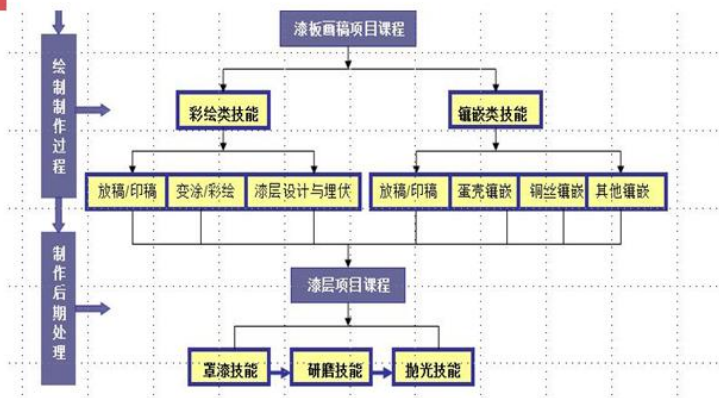 漆板画稿项目课程
绘制制作过程
彩绘类技能
镶嵌类技能
放稿/印稿
变涂/彩绘
漆层设计与埋伏
放稿/印稿
蛋壳镶嵌
铜丝镶嵌
其他镶嵌
制作后期处理
漆层项目课程
罩漆技能
研磨技能
抛光技能